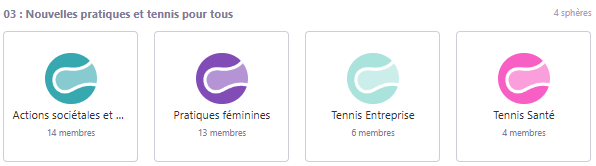 03 : Nouvelles pratiques et tennis pour tous
4 sphères
Actions sociétales et ...
Pratiques féminines
Tennis Entreprise
Tennis Santé
14 membres
13 membres
6 membres
4 membres